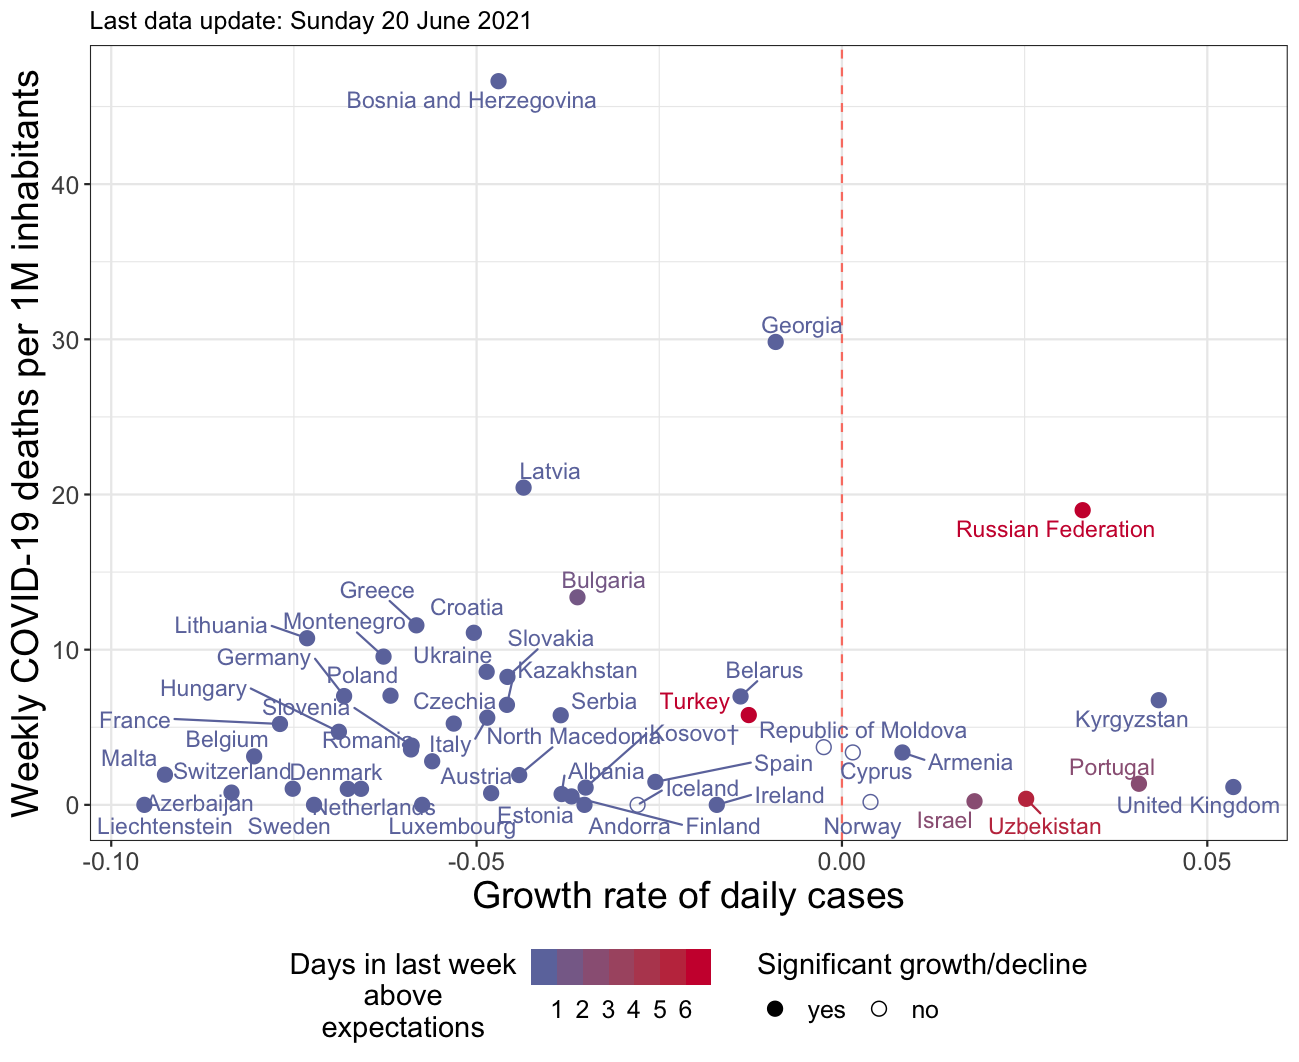 Last data update: Sunday 20 June 2021
Weekly COVID-19 deaths per 1M inhabitants
40
30
20
10
0
Bosnia and Herzegovina
Georgia
Latvia
Russian Federation
Bulgaria
Greece
Croatia
Lithuania
Montenegro
Slovakia
Germany
Ukraine
Kazakhstan
Belarus
Poland
Hungary
Slovenia
Czechia
Serbia
Turkey
France
Kyrgyzstan
Belgium
Romania
Italy
North Macedonia
Kosovo†
Republic of Moldova
Malta
Switzerland
Denmark
Austria
Albania
Spain
Cyprus
Armenia
Portugal
Azerbaijan
Netherlands
Estonia
Iceland
Ireland
United Kingdom
Liechtenstein
Sweden
Luxembourg
Andorra
Finland
Norway
Israel
Uzbekistan
-0.10
-0.05
0.00
0.05
Growth rate of daily cases
Days in last week
above
expectations
1 2 3 4 5 6
Significant growth/decline
yes
no